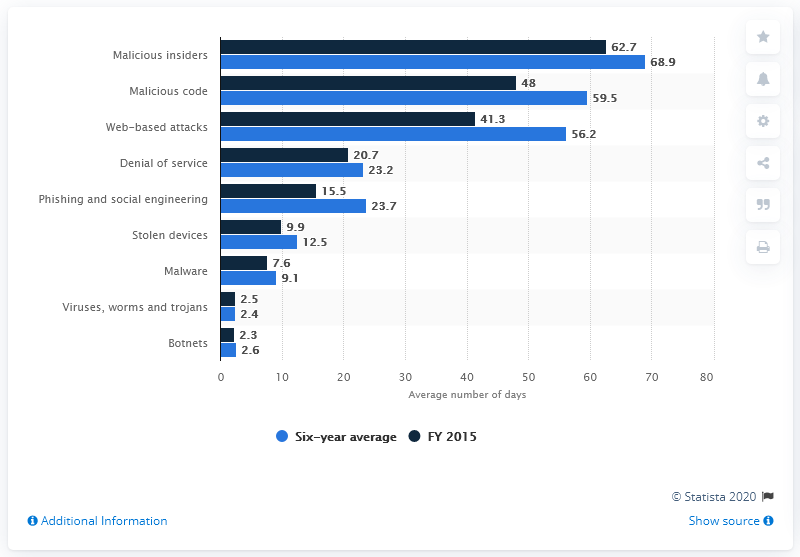 Malicious insiders 62.7
68.9
Malicious code 48
59.5
Web-based attacks 41.3
56.2
Denial of service 20.7
23.2
Phishing and social engineering 15.5
23.7
Stolen devices 9.9
12.5
Malware 7.6
9.1
Viruses, worms and trojans 2.5
2.4
Botnets 2.3
2.6
0 10 20 30 40 50 60 70 80
Average number of days
Six-year average FY 2015
© Statista 2020
Additional Information Show source